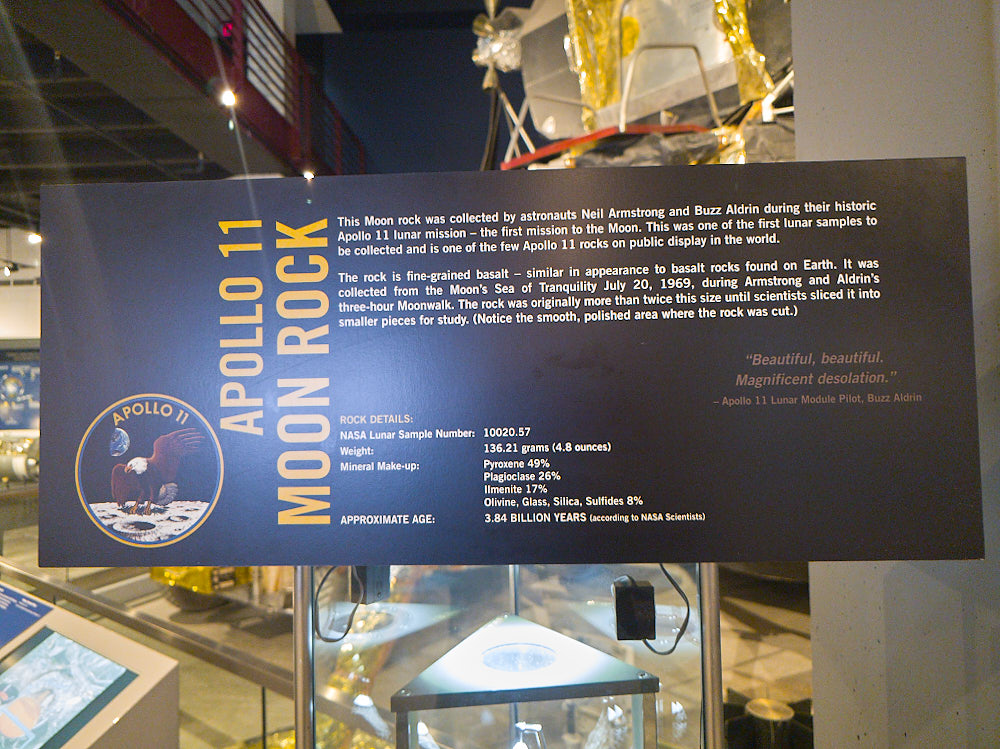 APOLLO 11
MOON ROCK
This Moon rock was collected by astronauts Neil Armstrong and Buzz Aldrin during their historic
Apollo 11 lunar mission – the first mission to the Moon. This was one of the first lunar samples to
be collected and is one of the few Apollo 11 rocks on public display in the world.
The rock is fine-grained basalt – similar in appearance to basalt rocks found on Earth. It was
collected from the Moon's Sea of Tranquility July 20, 1969, during Armstrong and Aldrin's
three-hour Moonwalk. The rock was originally more than twice this size until scientists sliced it into
smaller pieces for study. (Notice the smooth, polished area where the rock was cut.)
“Beautiful, beautiful.
Magnificent desolation.”
– Apollo 11 Lunar Module Pilot, Buzz Aldrin
APOLLO 11
ROCK DETAILS:
NASA Lunar Sample Number: 10020.57
Weight: 136.21 grams (4.8 ounces)
Mineral Make-up: Pyroxene 49%
Plagioclase 26%
Ilmenite 17%
Olivine, Glass, Silica, Sulfides 8%
APPROXIMATE AGE: 3.84 BILLION YEARS (according to NASA Scientists)